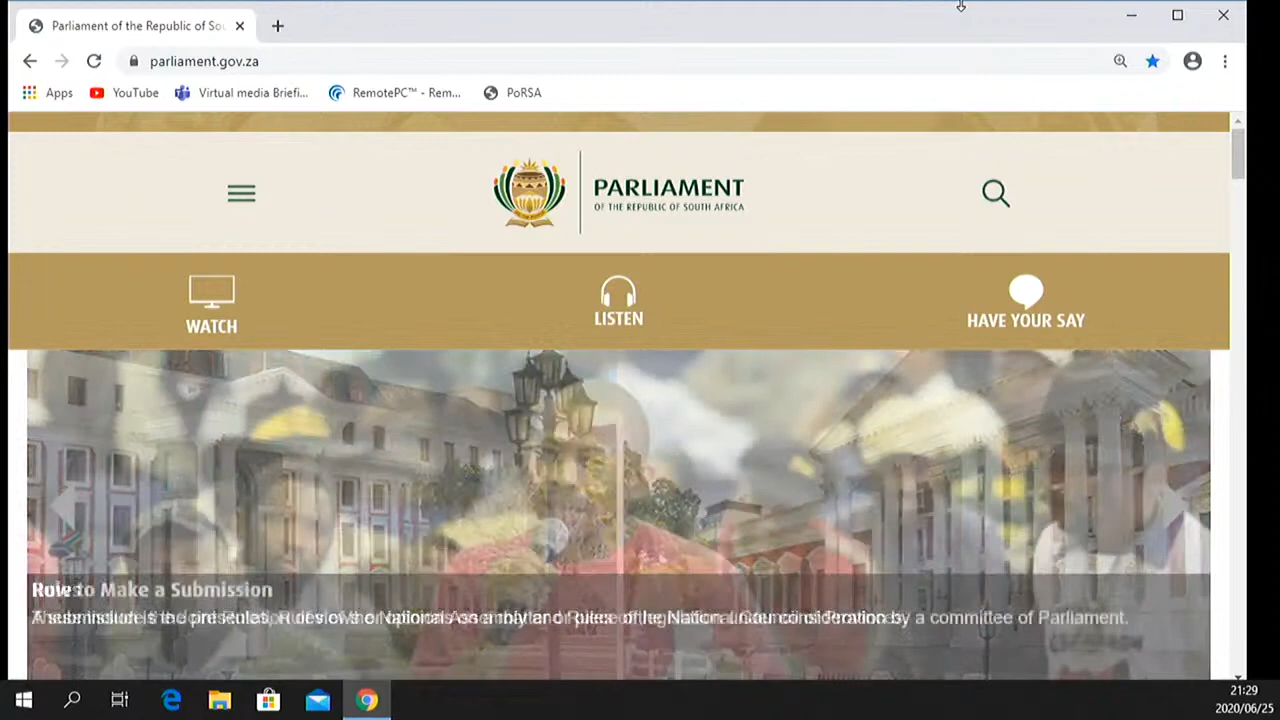 Parliament of the Republic of Sou
parliament.gov.za
Apps
YouTube
Virtual media Briefi...
RemotePC™ - Rem...
PoRSA
PARLIAMENT
OF THE REPUBLIC OF SOUTH AFRICA
WATCH
LISTEN
HAVE YOUR SAY
to Make a Submission
by a committee of Parliament.
21:29
2020/06/25